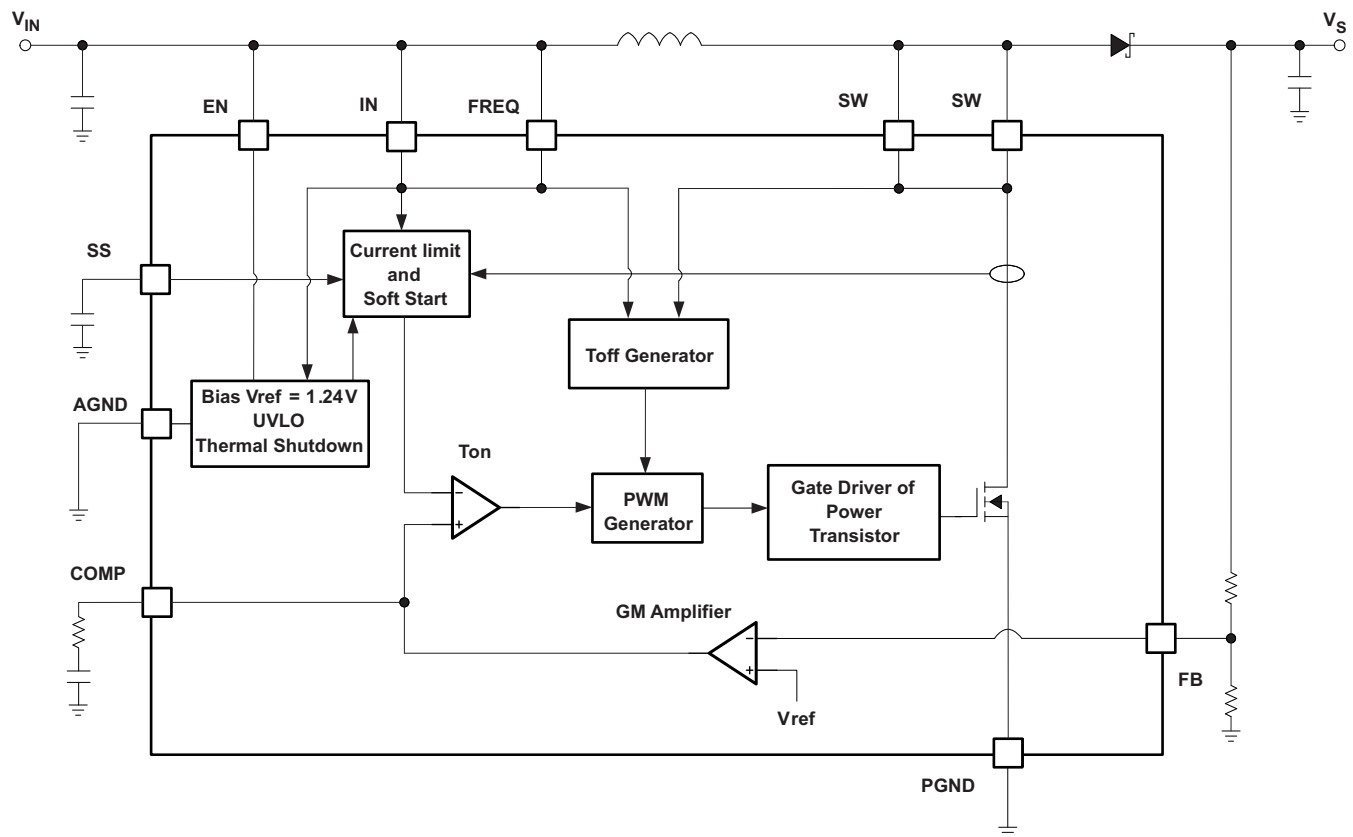 VIN
VS
EN
IN
FREQ
SW
SW
SS
Current limit
and
Soft Start
Toff Generator
AGND
Bias Vref = 1.24V
UVLO
Thermal Shutdown
Ton
−
+
PWM
Generator
Gate Driver of
Power
Transistor
COMP
GM Amplifier
−
+
Vref
FB
PGND